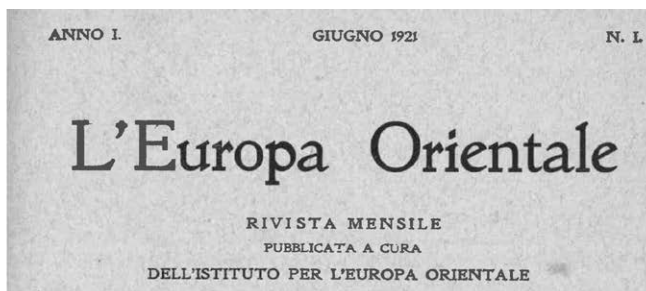 ANNO I.
GIUGNO 1921
N. I.
L'Europa Orientale
RIVISTA MENSILE
PUBBLICATA A CURA
DELL'ISTITUTO PER L'EUROPA ORIENTALE